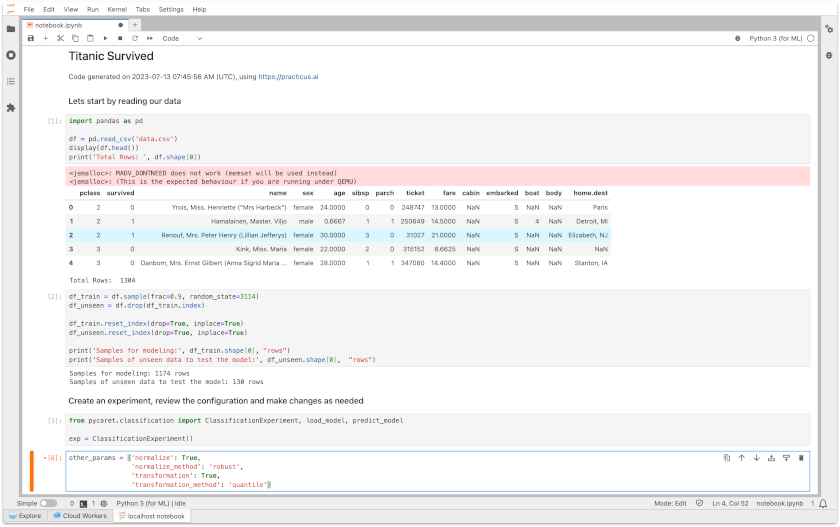 File Edit View Run Kernel Tabs Settings Help
notebook.ipynb
Code
Python 3 (for ML)
Titanic Survived
Code generated on 2023-07-13 07:45:56 AM (UTC), using https://practicus.ai
Lets start by reading our data
[1]: import pandas as pd
df = pd.read_csv('data.csv')
display(df.head())
print('Total Rows: ', df.shape[0])
<jemalloc>: MADV_DONTNEED does not work (memset will be used instead)
<jemalloc>: (This is the expected behaviour if you are running under QEMU)
pclass survived name sex age sibsp parch ticket fare cabin embarked boat body home.dest
0 2 0 Yrois, Miss. Henriette ("Mrs Harbeck") female 24.0000 0 0 248747 13.0000 NaN S NaN NaN Paris
1 2 1 Hamalainen, Master. Viljo male 0.6667 1 1 250649 14.5000 NaN S 4 NaN Detroit, MI
2 2 1 Renouf, Mrs. Peter Henry (Lillian Jefferys) female 30.0000 3 0 31027 21.0000 NaN S NaN NaN Elizabeth, NJ
3 3 0 Kink, Miss. Maria female 22.0000 2 0 315152 8.6625 NaN S NaN NaN NaN
4 3 0 Danbom, Mrs. Ernst Gilbert (Anna Sigrid Maria ... female 28.0000 1 1 347080 14.4000 NaN S NaN NaN Stanton, IA
Total Rows: 1304
[2]: df_train = df.sample(frac=0.9, random_state=3114)
df_unseen = df.drop(df_train.index)
df_train.reset_index(drop=True, inplace=True)
df_unseen.reset_index(drop=True, inplace=True)
print('Samples for modeling:', df_train.shape[0], "rows")
print('Samples of unseen data to test the model:', df_unseen.shape[0], "rows")
Samples for modeling: 1174 rows
Samples of unseen data to test the model: 130 rows
Create an experiment, review the configuration and make changes as needed
[3]: from pycaret.classification import ClassificationExperiment, load_model, predict_model
exp = ClassificationExperiment()
[6]: other_params = {'normalize': True,
'normalize_method': 'robust',
'transformation': True,
'transformation_method': 'quantile'}
Simple 0 1 Python 3 (for ML) | Idle Mode: Edit Ln 4, Col 52 notebook.ipynb 1
Explore Cloud Workers localhost notebook